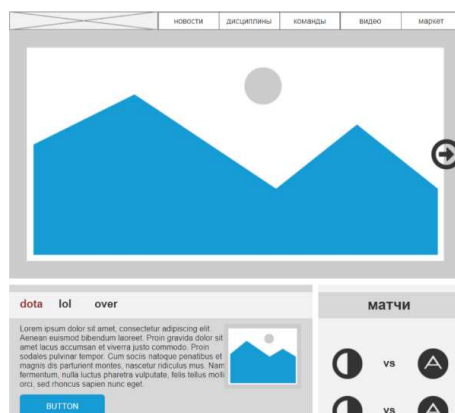 новости дисциплины команды видео маркет
dota lol over
Lorem ipsum dolor sit amet, consectetur adipiscing elit.
Aenean euismod bibendum laoreet. Proin gravida dolor sit
amet lacus accumsan et viverra justo commodo. Proin
sodales pulvinar tempor. Cum sociis natoque penatibus et
magnis dis parturient montes, nascetur ridiculus mus. Nam
fermentum, nulla luctus pharetra vulputate, felis tellus molli
orci, sed rhoncus sapien nunc eget.
BUTTON
матчи
vs
vs